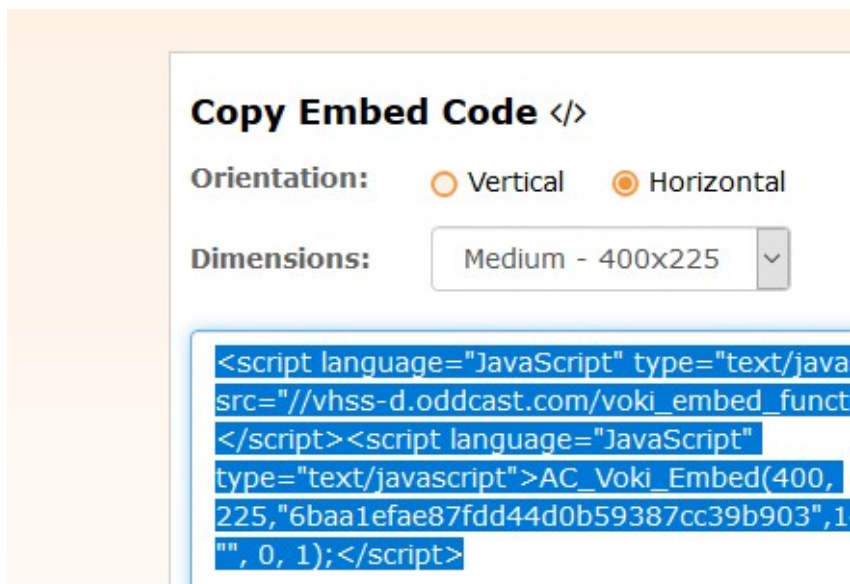 Copy Embed Code </>
Orientation: Vertical Horizontal
Dimensions: Medium - 400x225
<script language="JavaScript" type="text/java
src="//vhss-d.oddcast.com/voki_embed_funct
</script><script language="JavaScript"
type="text/javascript">AC_Voki_Embed(400,
225,"6baa1efae87fdd44d0b59387cc39b903",1
"", 0, 1);</script>